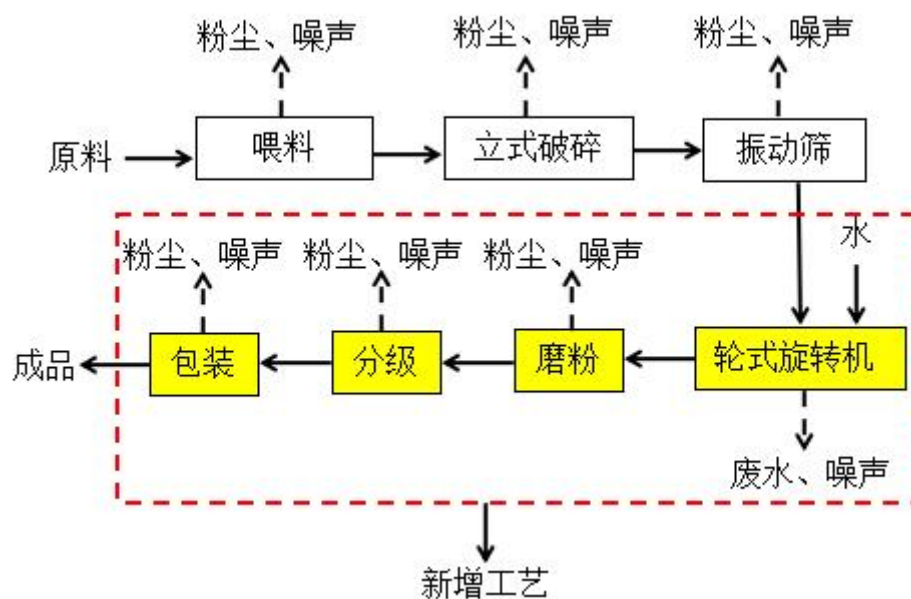 粉尘、噪声
粉尘、噪声
粉尘、噪声
原料
喂料
立式破碎
振动筛
水
粉尘、噪声
粉尘、噪声
粉尘、噪声
成品
包装
分级
磨粉
轮式旋转机
废水、噪声
新增工艺